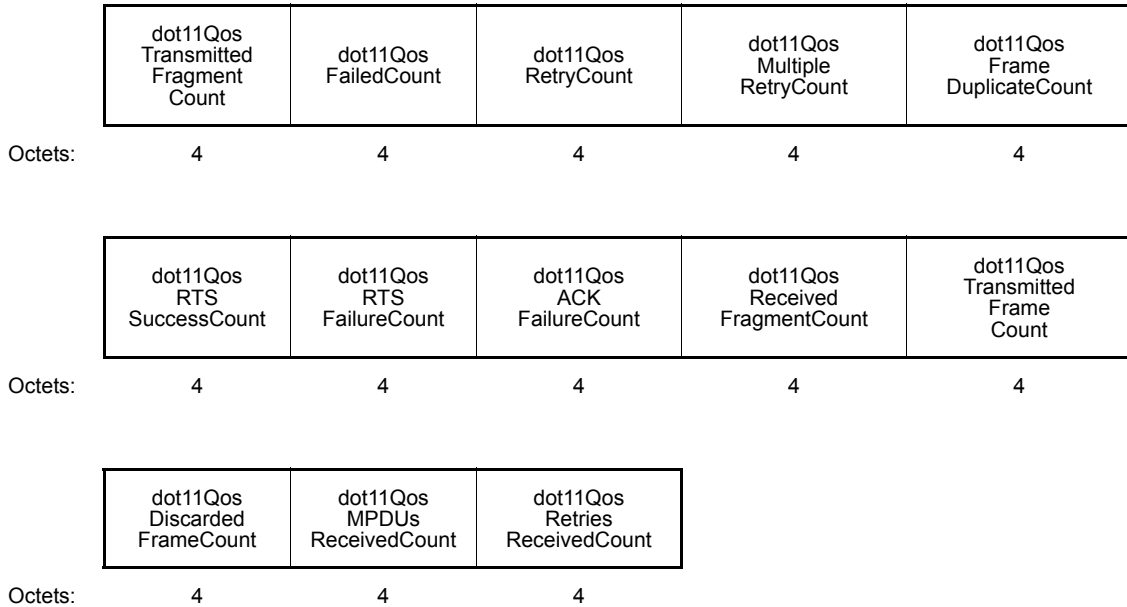 dot11Qos
Transmitted
Fragment
Count
dot11Qos
FailedCount
dot11Qos
RetryCount
dot11Qos
Multiple
RetryCount
dot11Qos
Frame
DuplicateCount
Octets: 4 4 4 4 4
dot11Qos
RTS
SuccessCount
dot11Qos
RTS
FailureCount
dot11Qos
ACK
FailureCount
dot11Qos
Received
FragmentCount
dot11Qos
Transmitted
Frame
Count
Octets: 4 4 4 4 4
dot11Qos
Discarded
FrameCount
dot11Qos
MPDUs
ReceivedCount
dot11Qos
Retries
ReceivedCount
Octets: 4 4 4